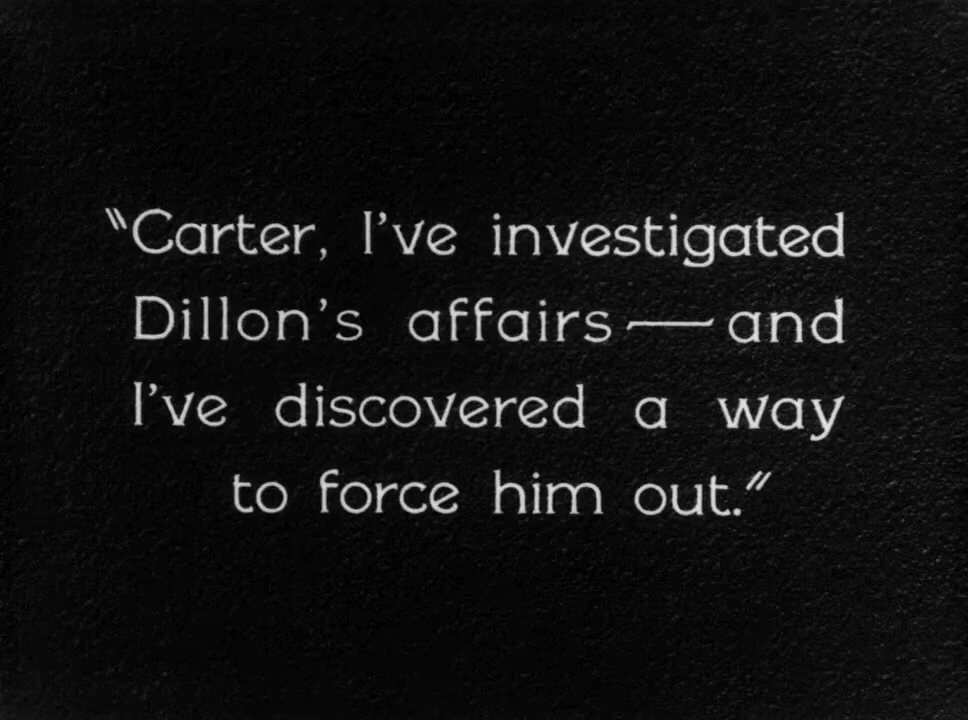 "Carter, I've investigated
Dillon's affairs — and
I've discovered a way
to force him out."